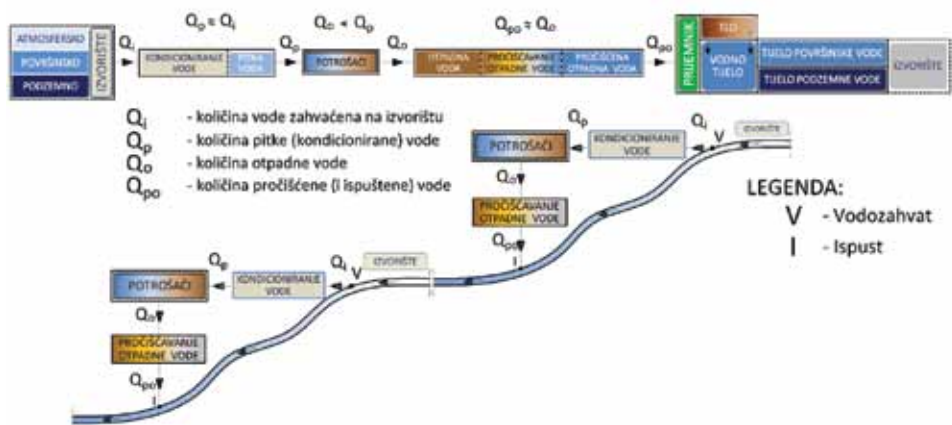 Qp ≈ Qi
Qo < Qp
Qpo ≈ Qo
ATMOSFERSKO
POVRŠINSKO
PODZEMNO
IZVORIŠTE
Qi
KONDICIONIRANJE
VODE
PITKA
VODA
Qp
POTROŠAČI
Qo
OTPADNA
VODA
PROČIŠĆAVANJE
OTPADNE VODE
PROČIŠĆENA
OTPADNA VODA
Qpo
PRIJEMNIK
TLO
VODNO
TIJELO
TIJELO POVRŠINSKE VODE
TIJELO PODZEMNE VODE
IZVORIŠTE
Qi - količina vode zahvaćena na izvorištu
Qp - količina pitke (kondicionirane) vode
Qo - količina otpadne vode
Qpo - količina pročišćene (i ispuštene) vode
POTROŠAČI
Qp
KONDICIONIRANJE
VODE
Qi
V
IZVORIŠTE
Qo
PROČIŠĆAVANJE
OTPADNE VODE
Qpo
I
LEGENDA:
V - Vodozahvat
I - Ispust
POTROŠAČI
Qp
KONDICIONIRANJE
VODE
Qi
V
IZVORIŠTE
Qo
PROČIŠĆAVANJE
OTPADNE VODE
Qpo
I